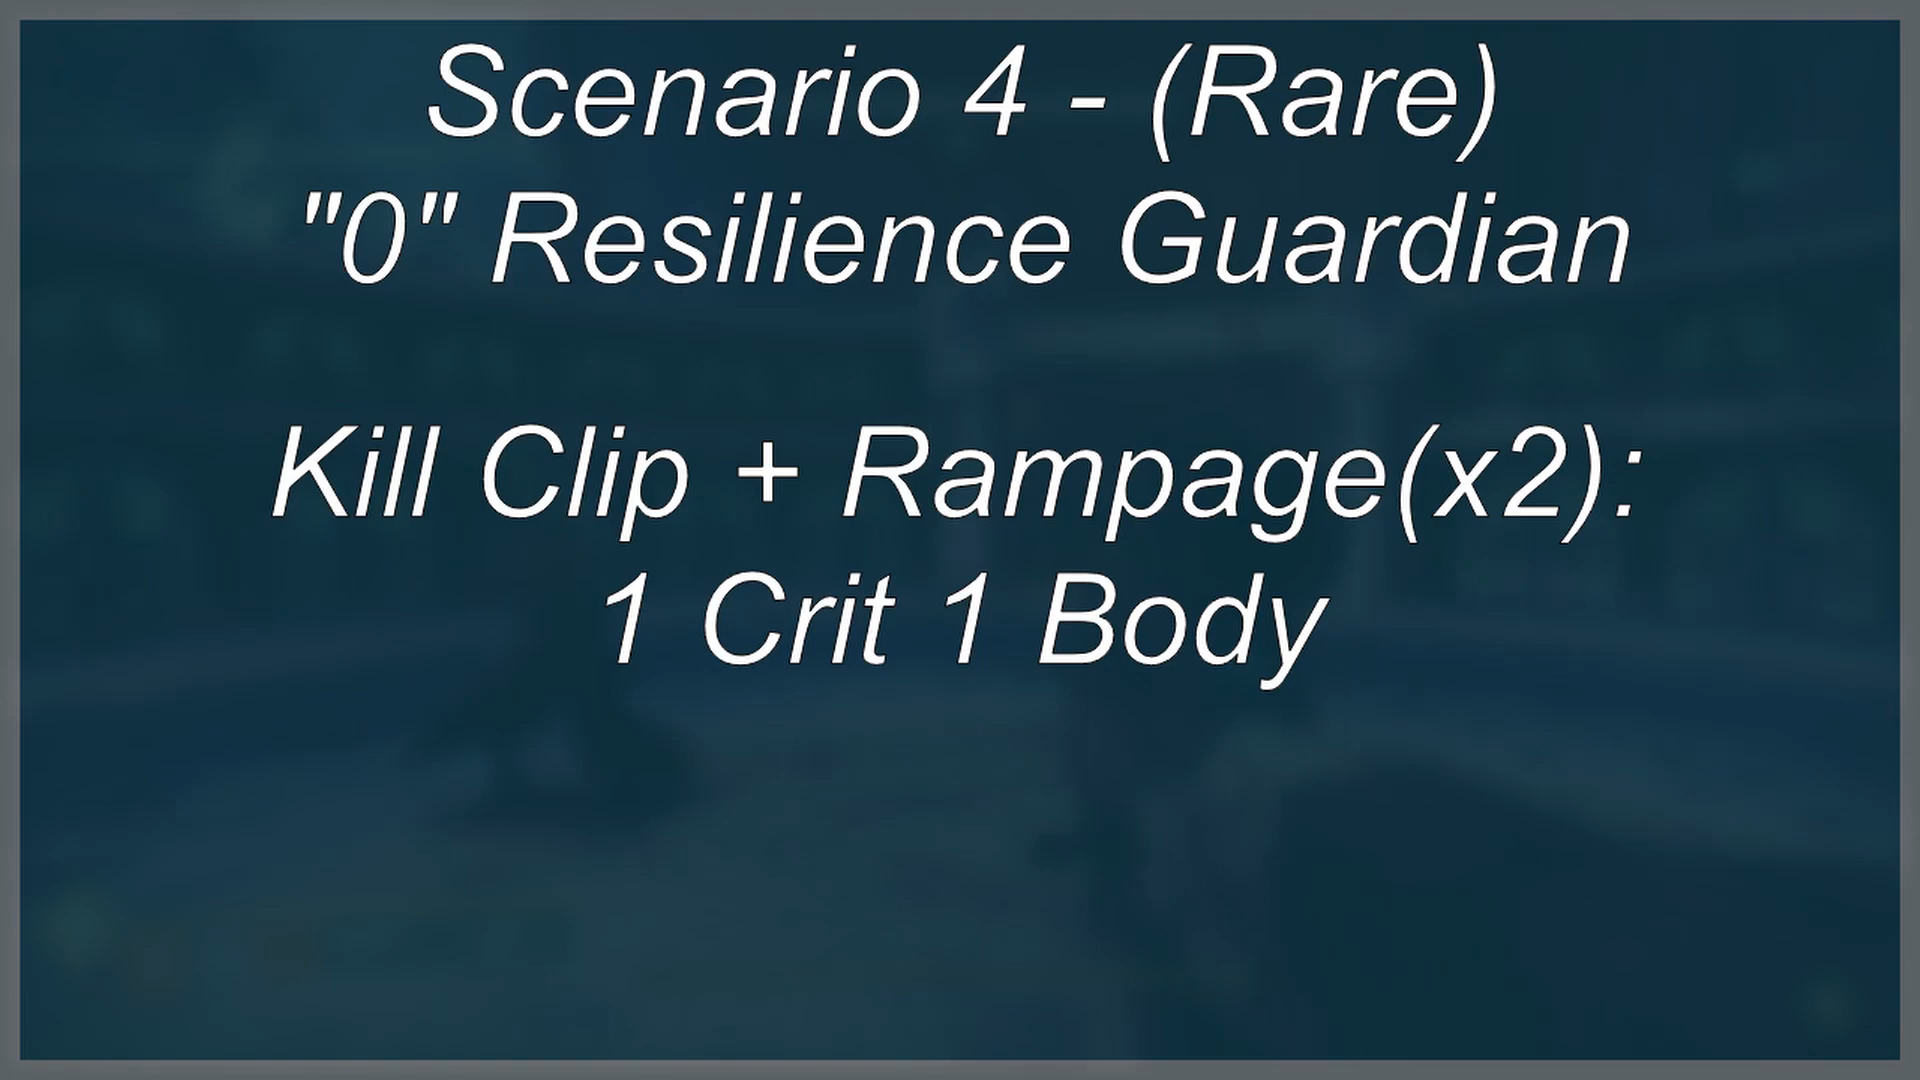 Scenario 4 - (Rare)
"0" Resilience Guardian
Kill Clip + Rampage(x2):
1 Crit 1 Body